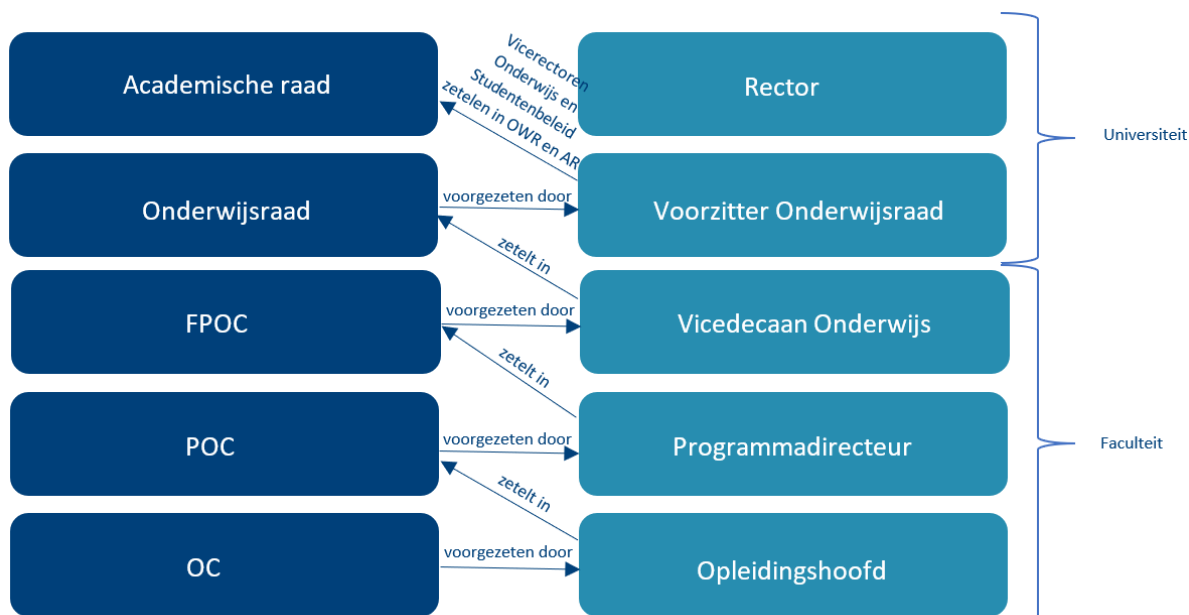 Academische raad
Vicerectoren
Onderwijs en
Studentenbeleid
zetelen in OWR en AR
Rector
Universiteit
Onderwijsraad
voorgezeten door
Voorzitter Onderwijsraad
zetelt in
FPOC
voorgezeten door
Vicedecaan Onderwijs
zetelt in
POC
voorgezeten door
Programmadirecteur
Faculteit
zetelt in
OC
voorgezeten door
Opleidingshoofd